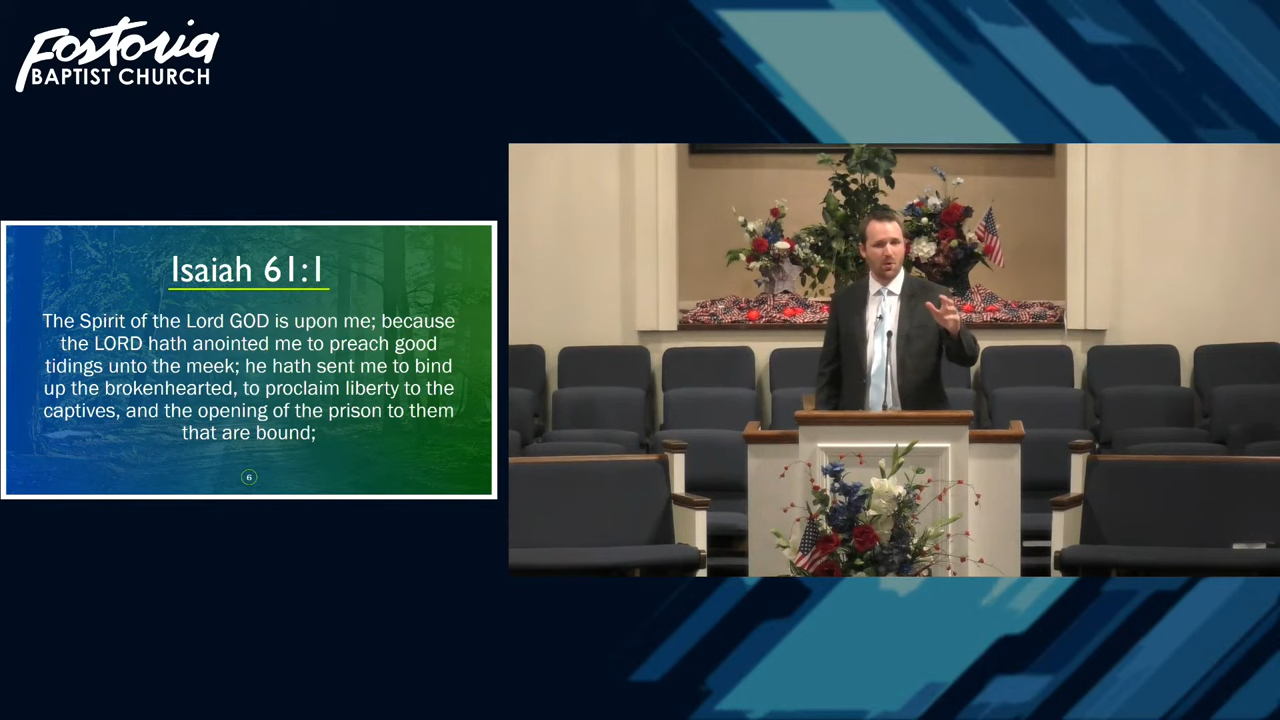 Fostoria
BAPTIST CHURCH
Isaiah 61:1
The Spirit of the Lord GOD is upon me; because
the LORD hath anointed me to preach good
tidings unto the meek; he hath sent me to bind
up the brokenhearted, to proclaim liberty to the
captives, and the opening of the prison to them
that are bound;
6